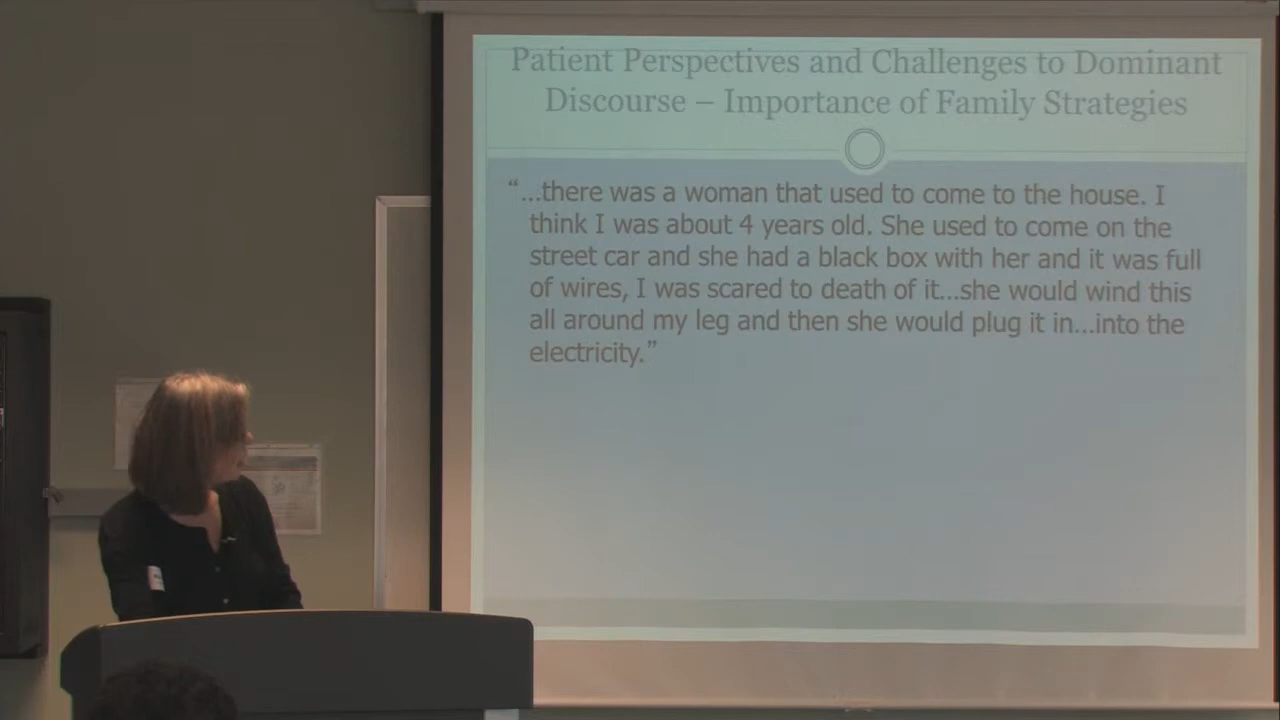 Patient Perspectives and Challenges to Dominant
Discourse – Importance of Family Strategies
“…there was a woman that used to come to the house. I
think I was about 4 years old. She used to come on the
street car and she had a black box with her and it was full
of wires, I was scared to death of it…she would wind this
all around my leg and then she would plug it in…into the
electricity.”